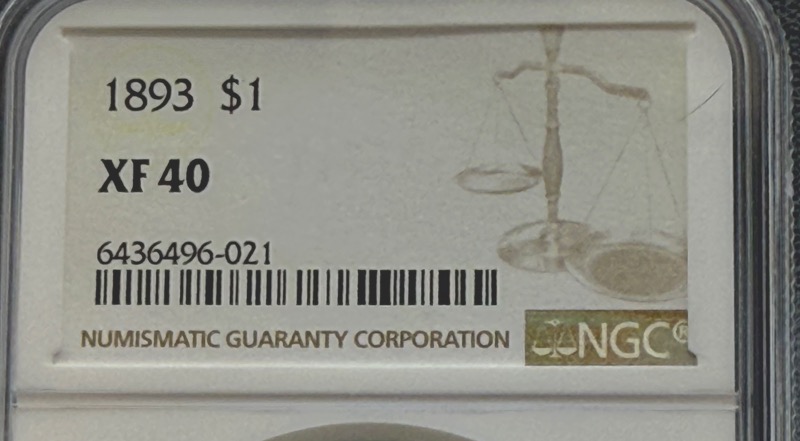 1893 $1
XF 40
6436496-021
NUMISMATIC GUARANTY CORPORATION
NGC®